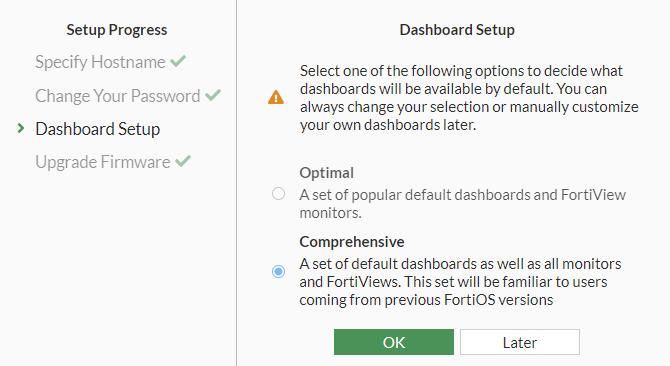 Setup Progress
Specify Hostname
Change Your Password
Dashboard Setup
Upgrade Firmware
Dashboard Setup
Select one of the following options to decide what
dashboards will be available by default. You can
always change your selection or manually customize
your own dashboards later.
Optimal
A set of popular default dashboards and FortiView
monitors.
Comprehensive
A set of default dashboards as well as all monitors
and FortiViews. This set will be familiar to users
coming from previous FortiOS versions
OK
Later